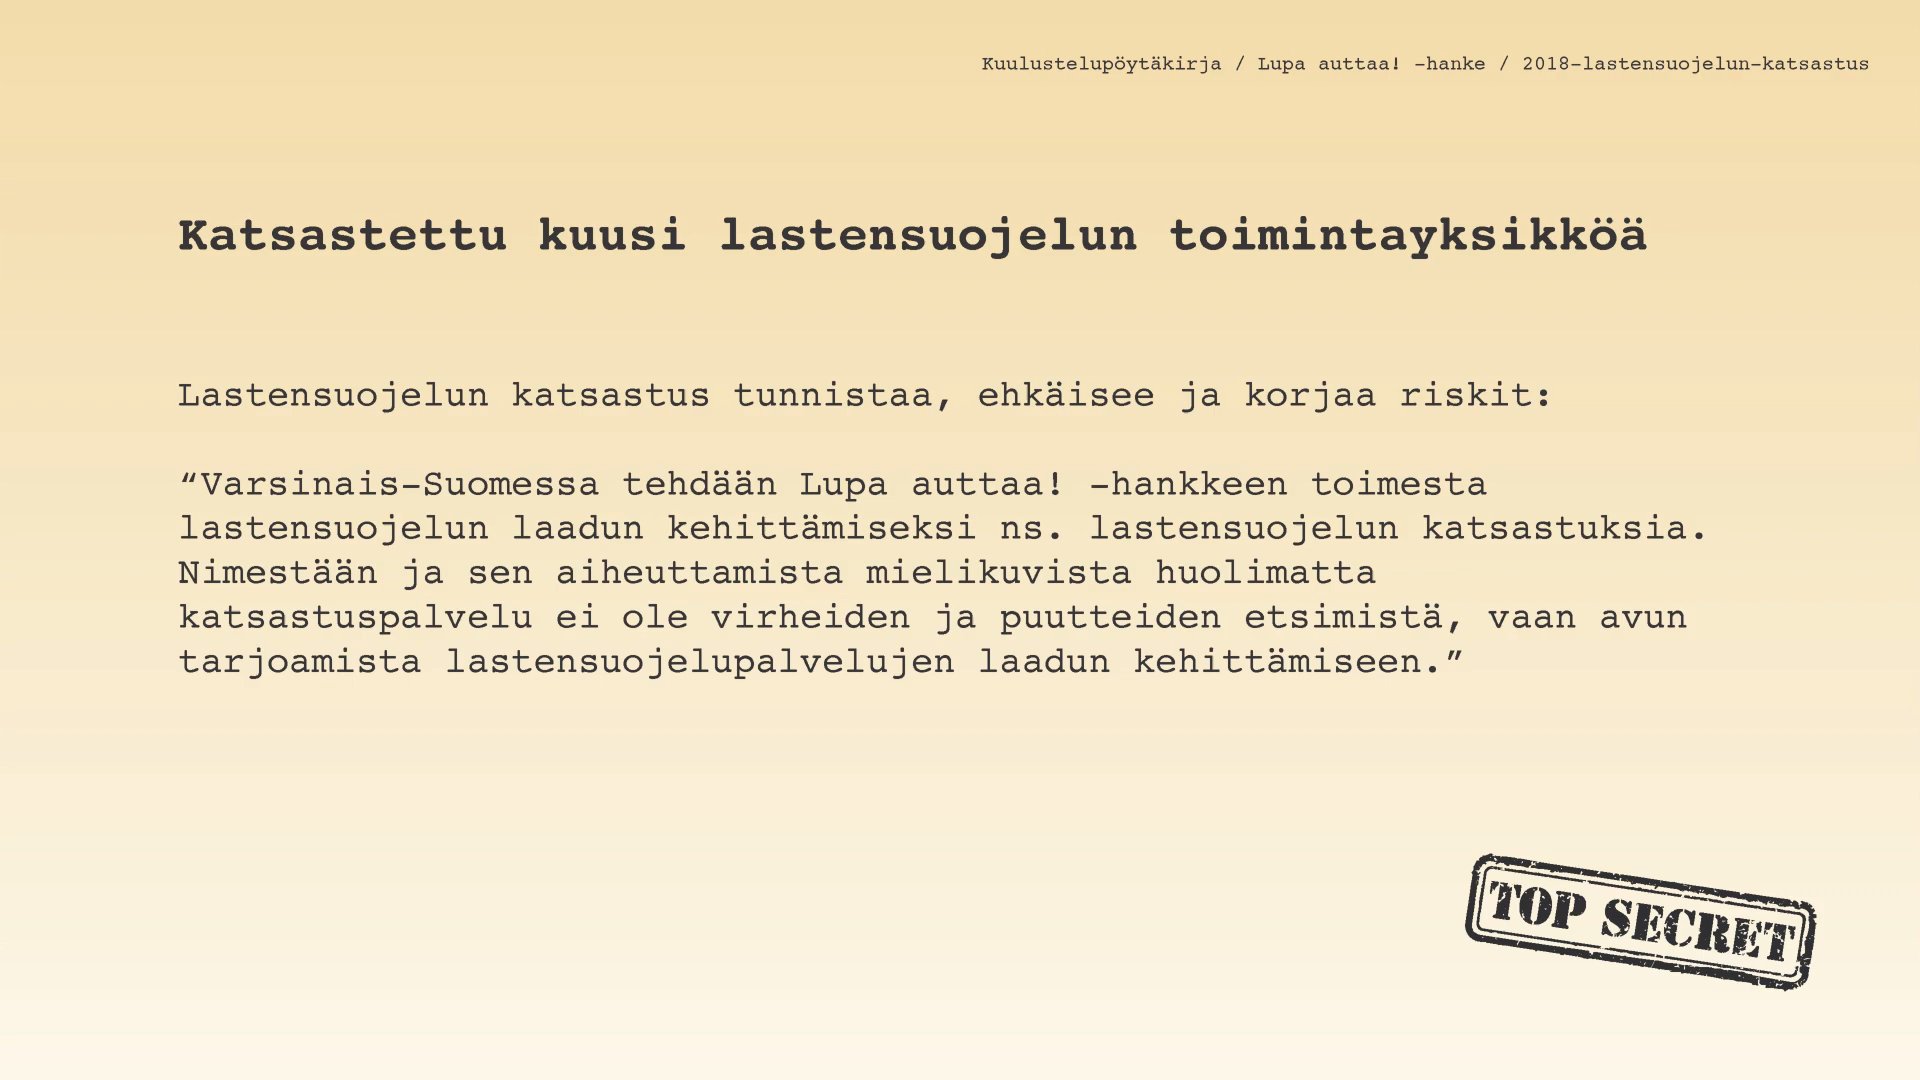 Kuulustelupöytäkirja / Lupa auttaa! -hanke / 2018-lastensuojelun-katsastus
Katsastettu kuusi lastensuojelun toimintayksikköä
Lastensuojelun katsastus tunnistaa, ehkäisee ja korjaa riskit:
“Varsinais-Suomessa tehdään Lupa auttaa! -hankkeen toimesta
lastensuojelun laadun kehittämiseksi ns. lastensuojelun katsastuksia.
Nimestään ja sen aiheuttamista mielikuvista huolimatta
katsastuspalvelu ei ole virheiden ja puutteiden etsimistä, vaan avun
tarjoamista lastensuojelupalvelujen laadun kehittämiseen.”
TOP SECRET